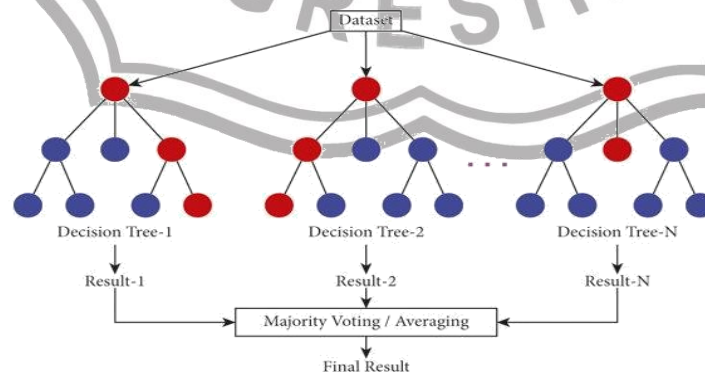 Dataset
...
Decision Tree-1 Decision Tree-2 Decision Tree-N
Result-1 Result-2 Result-N
Majority Voting / Averaging
Final Result